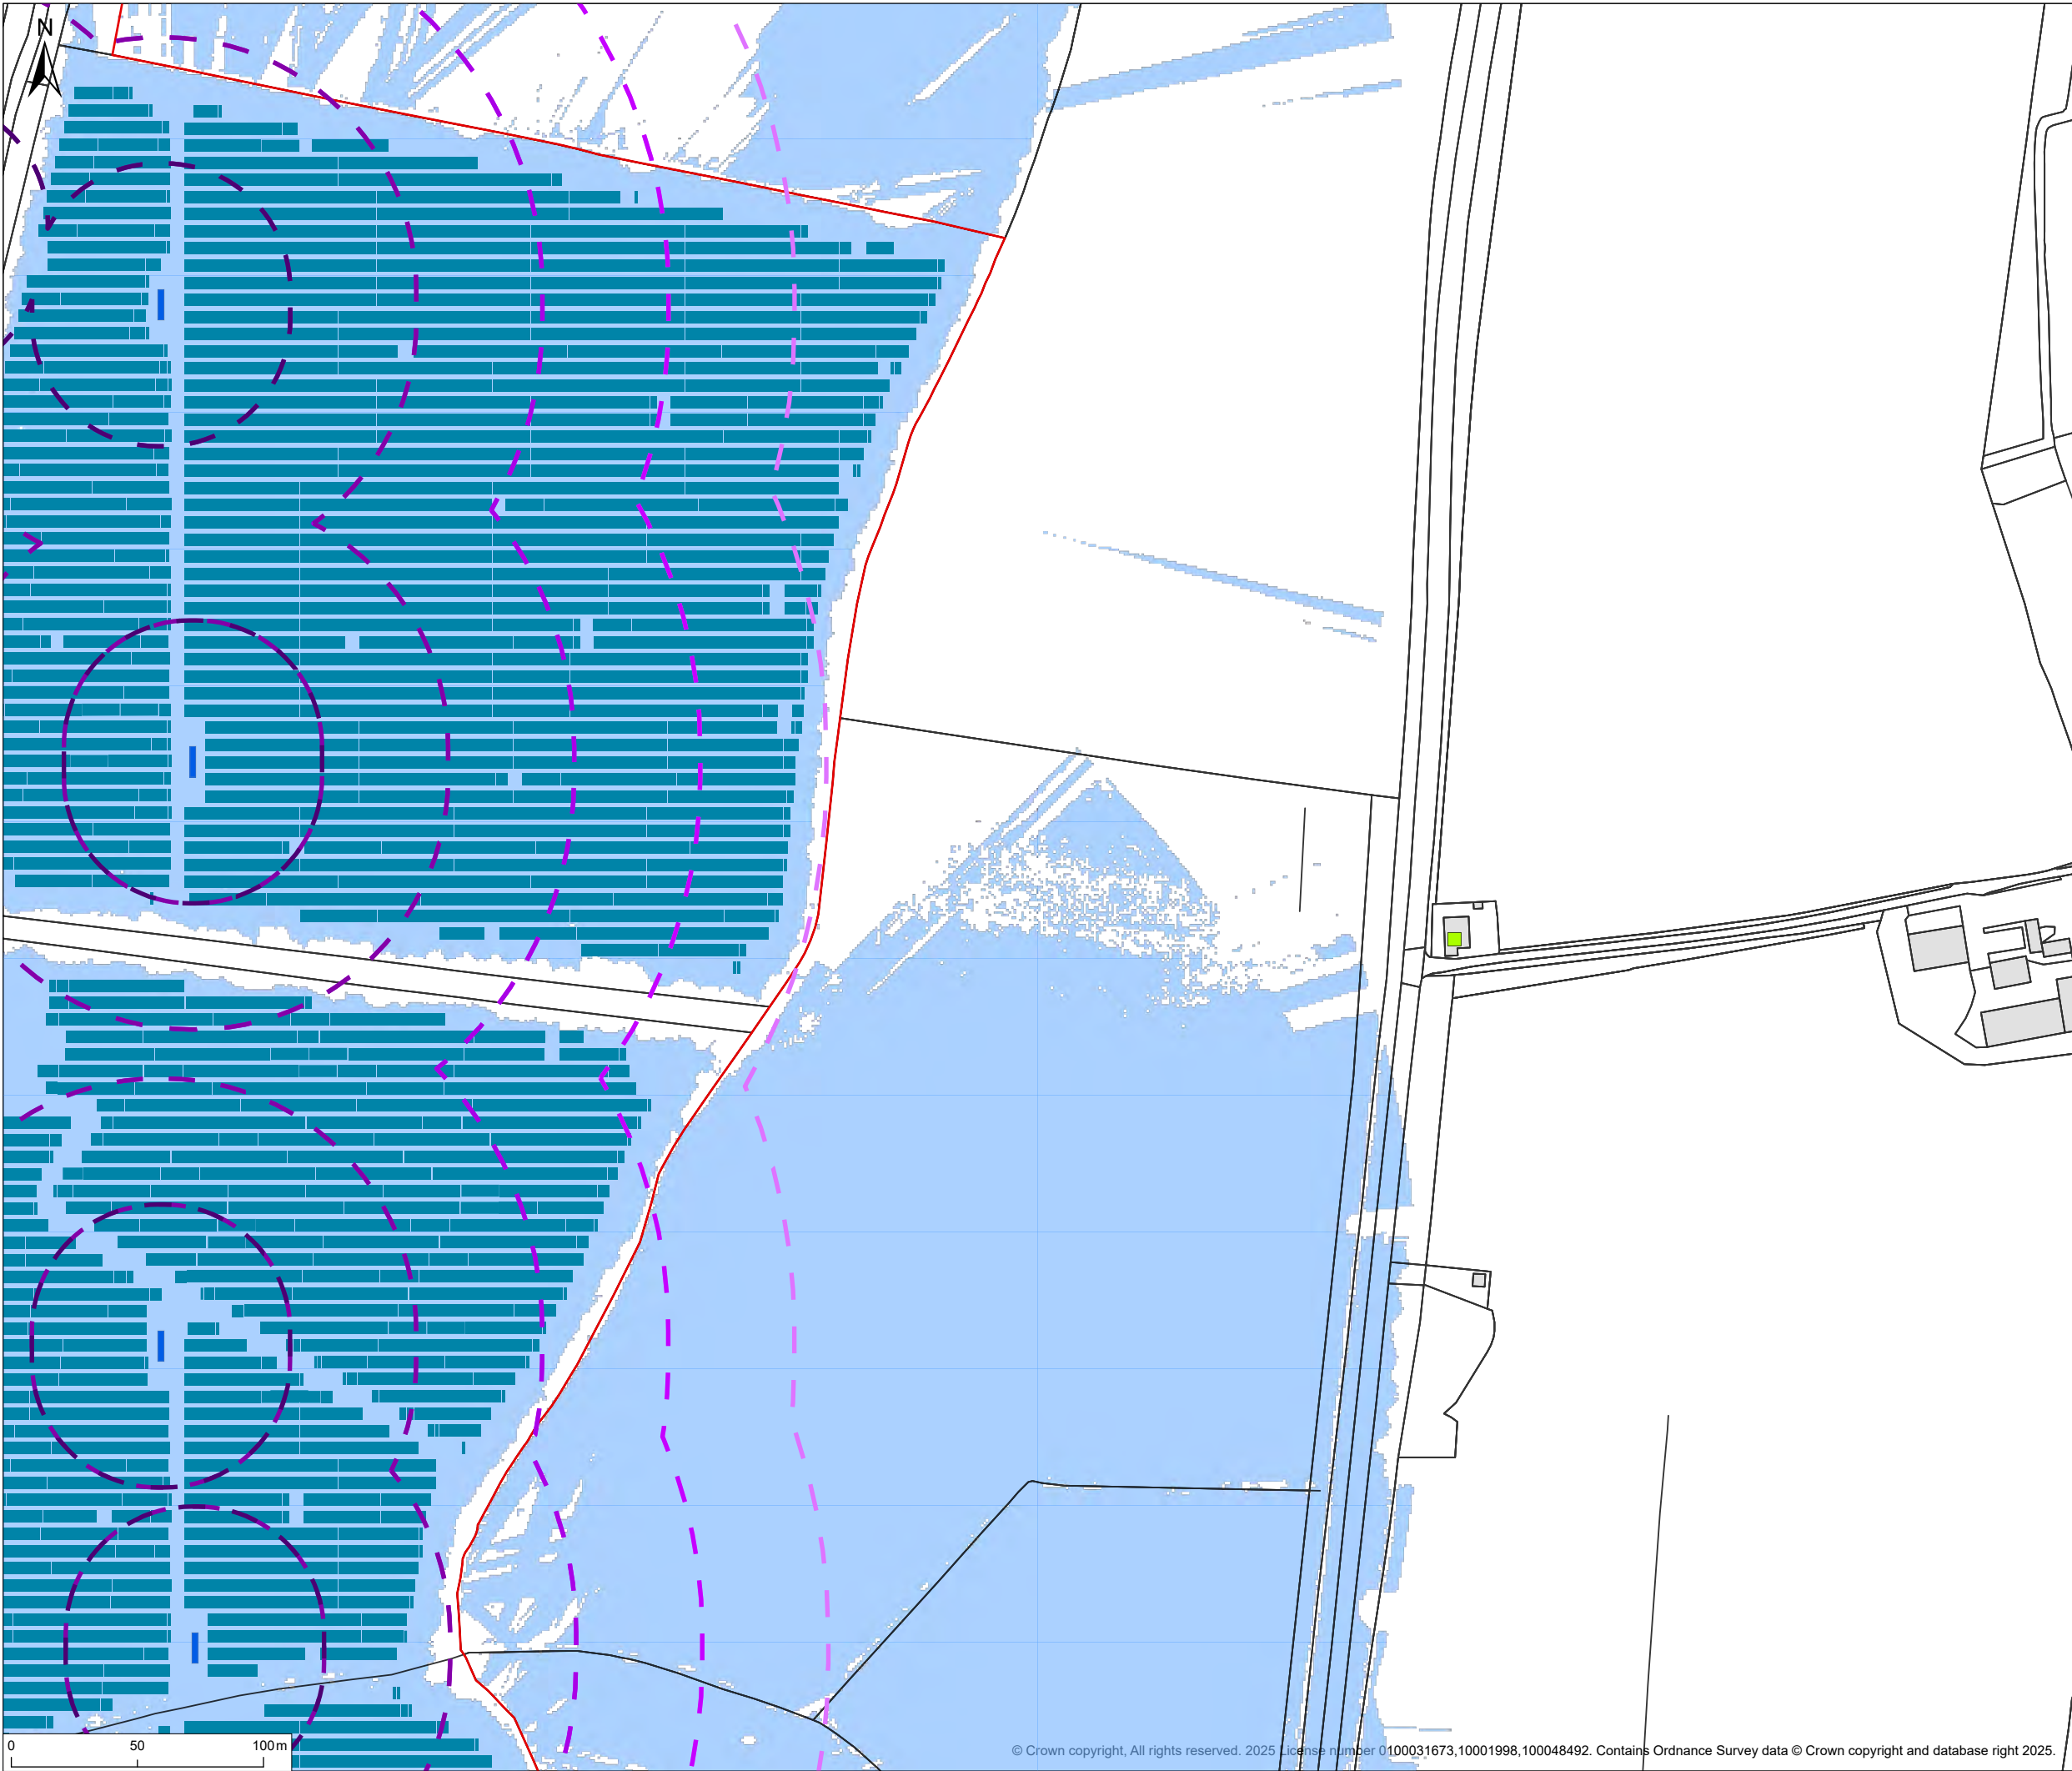 N
0 50 100m
© Crown copyright, All rights reserved. 2025 License number 0100031673,10001998,100048492. Contains Ordnance Survey data © Crown copyright and database right 2025.